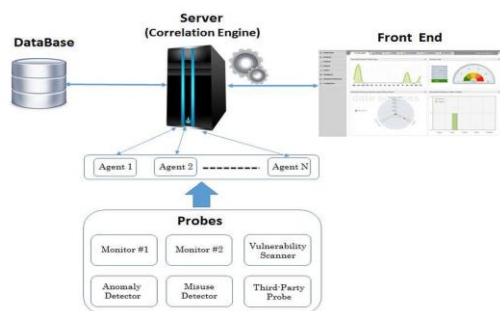 Server
(Correlation Engine)
DataBase
Front End
Agent 1
Agent 2
Agent N
Probes
Monitor #1
Monitor #2
Vulnerability
Scanner
Anomaly
Detector
Misuse
Detector
Third-Party
Probe